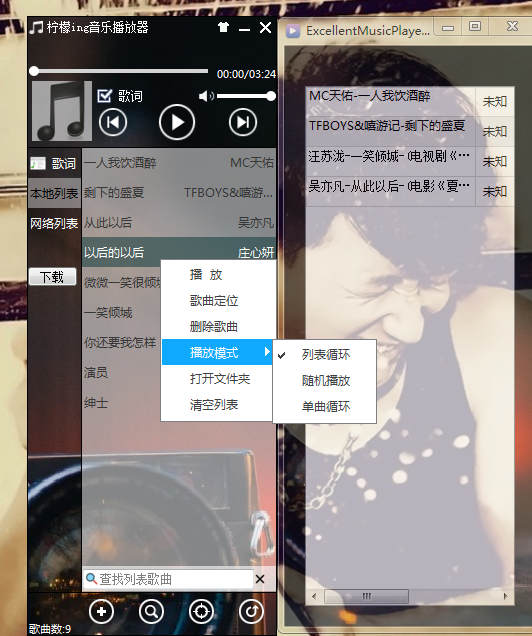 柠檬ing音乐播放器
00:00/03:24
歌词
歌词
本地列表
网络列表
下载
一人我饮酒醉 MC天佑
剩下的盛夏 TFBOYS&嘻游...
从此以后 吴亦凡
以后的以后 庄心妍
微微一笑很倾城
一笑倾城
你还要我怎样
演员
绅士
播 放
歌曲定位
删除歌曲
播放模式
打开文件夹
清空列表
列表循环
随机播放
单曲循环
查找列表歌曲
歌曲数:9
ExcellentMusicPlaye...
MC天佑-一人我饮酒醉 未知
TFBOYS&嘻游记-剩下的盛夏 未知
汪苏泷-一笑倾城-(电视剧《... 未知
吴亦凡-从此以后-(电影《夏... 未知